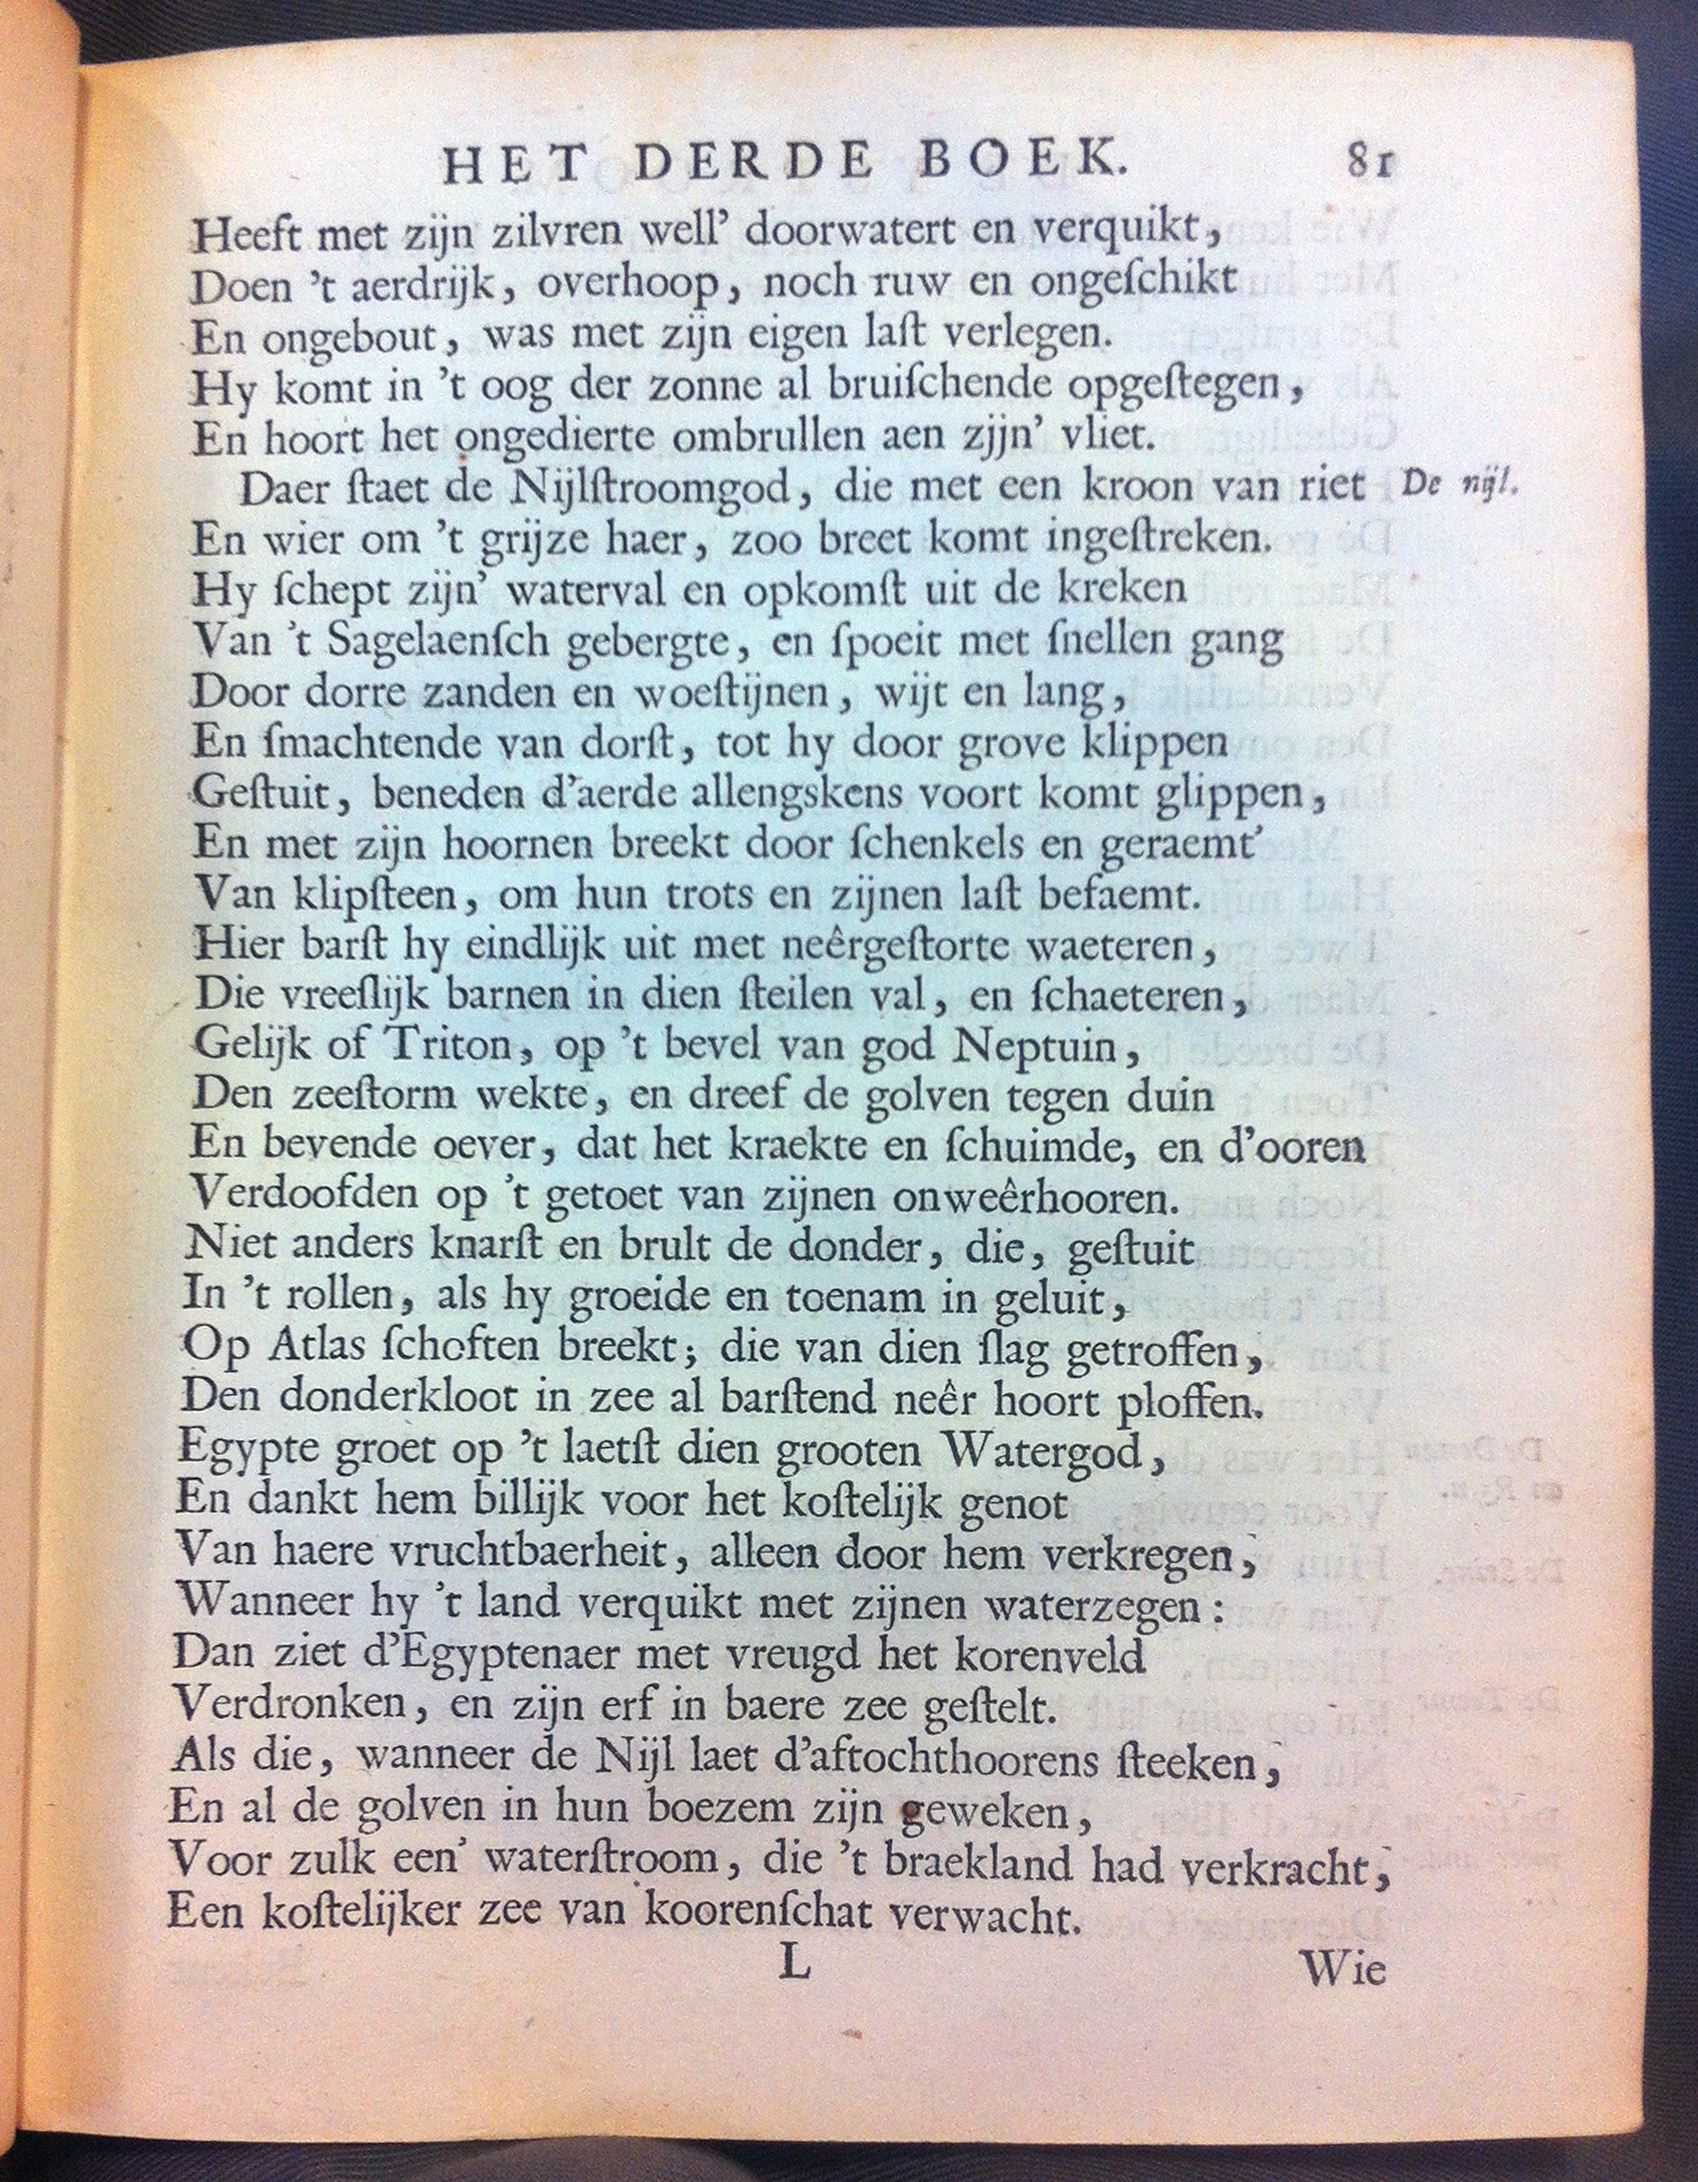 HET DERDE BOEK. 81
Heeft met zijn zilvren well' doorwatert en verquikt,
Doen 't aerdrijk, overhoop, noch ruw en ongeſchikt
En ongebout, was met zijn eigen laſt verlegen.
Hy komt in 't oog der zonne al bruiſchende opgeſtegen,
En hoort het ongedierte ombrullen aen zjjn' vliet.
Daer ſtaet de Nijlſtroomgod, die met een kroon van riet De nijl.
En wier om 't grijze haer, zoo breet komt ingeſtreken.
Hy ſchept zijn' waterval en opkomſt uit de kreken
Van 't Sagelaenſch gebergte, en ſpoeit met ſnellen gang
Door dorre zanden en woeſtijnen, wijt en lang,
En ſmachtende van dorſt, tot hy door grove klippen
Geſtuit, beneden d'aerde allengskens voort komt glippen,
En met zijn hoornen breekt door ſchenkels en geraemt'
Van klipſteen, om hun trots en zijnen laſt befaemt.
Hier barſt hy eindlijk uit met neêrgeſtorte waeteren,
Die vreeſlijk barnen in dien ſteilen val, en ſchaeteren,
Gelijk of Triton, op 't bevel van god Neptuin,
Den zeeſtorm wekte, en dreef de golven tegen duin
En bevende oever, dat het kraekte en ſchuimde, en d'ooren
Verdoofden op 't getoet van zijnen onweêrhooren.
Niet anders knarſt en brult de donder, die, geſtuit
In 't rollen, als hy groeide en toenam in geluit,
Op Atlas ſchoften breekt; die van dien ſlag getroffen,
Den donderkloot in zee al barſtend neêr hoort ploffen.
Egypte groet op 't laetſt dien grooten Watergod,
En dankt hem billijk voor het koſtelijk genot
Van haere vruchtbaerheit, alleen door hem verkregen,
Wanneer hy 't land verquikt met zijnen waterzegen:
Dan ziet d'Egyptenaer met vreugd het korenveld
Verdronken, en zijn erf in baere zee geſtelt.
Als die, wanneer de Nijl laet d'aftochthoorens ſteeken,
En al de golven in hun boezem zijn geweken,
Voor zulk een' waterſtroom, die 't braekland had verkracht,
Een koſtelijker zee van koorenſchat verwacht.
L Wie